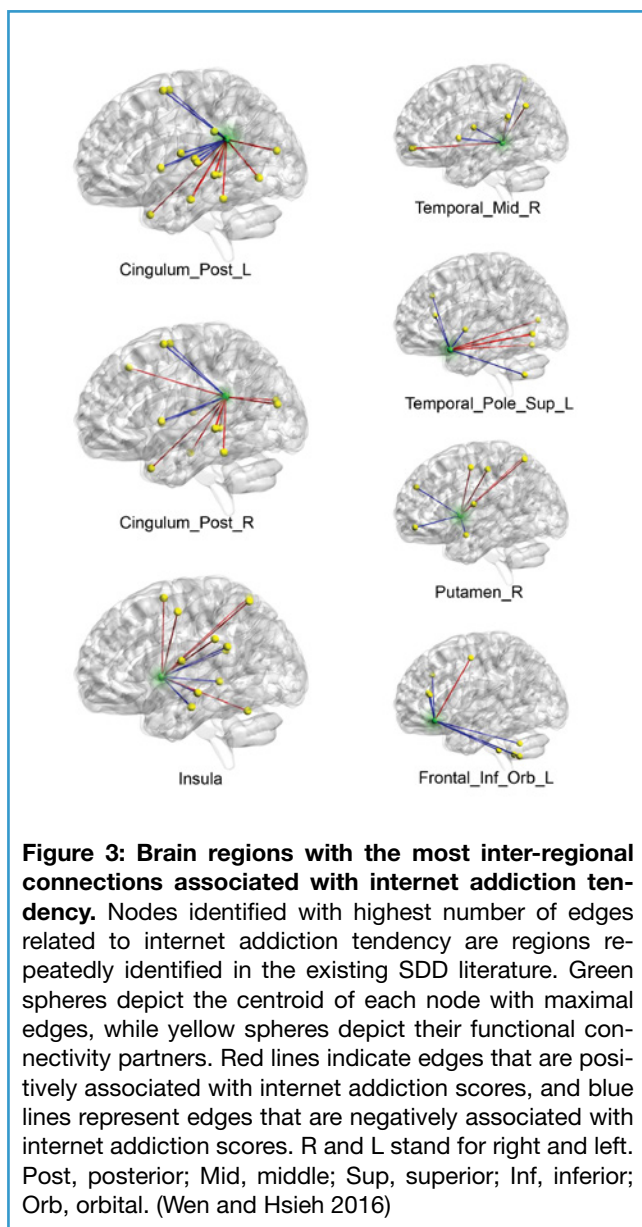 Cingulum_Post_L
Cingulum_Post_R
Insula
Temporal_Mid_R
Temporal_Pole_Sup_L
Putamen_R
Frontal_Inf_Orb_L
Figure 3: Brain regions with the most inter-regional
connections associated with internet addiction ten-
dency. Nodes identified with highest number of edges
related to internet addiction tendency are regions re-
peatedly identified in the existing SDD literature. Green
spheres depict the centroid of each node with maximal
edges, while yellow spheres depict their functional con-
nectivity partners. Red lines indicate edges that are posi-
tively associated with internet addiction scores, and blue
lines represent edges that are negatively associated with
internet addiction scores. R and L stand for right and left.
Post, posterior; Mid, middle; Sup, superior; Inf, inferior;
Orb, orbital. (Wen and Hsieh 2016)